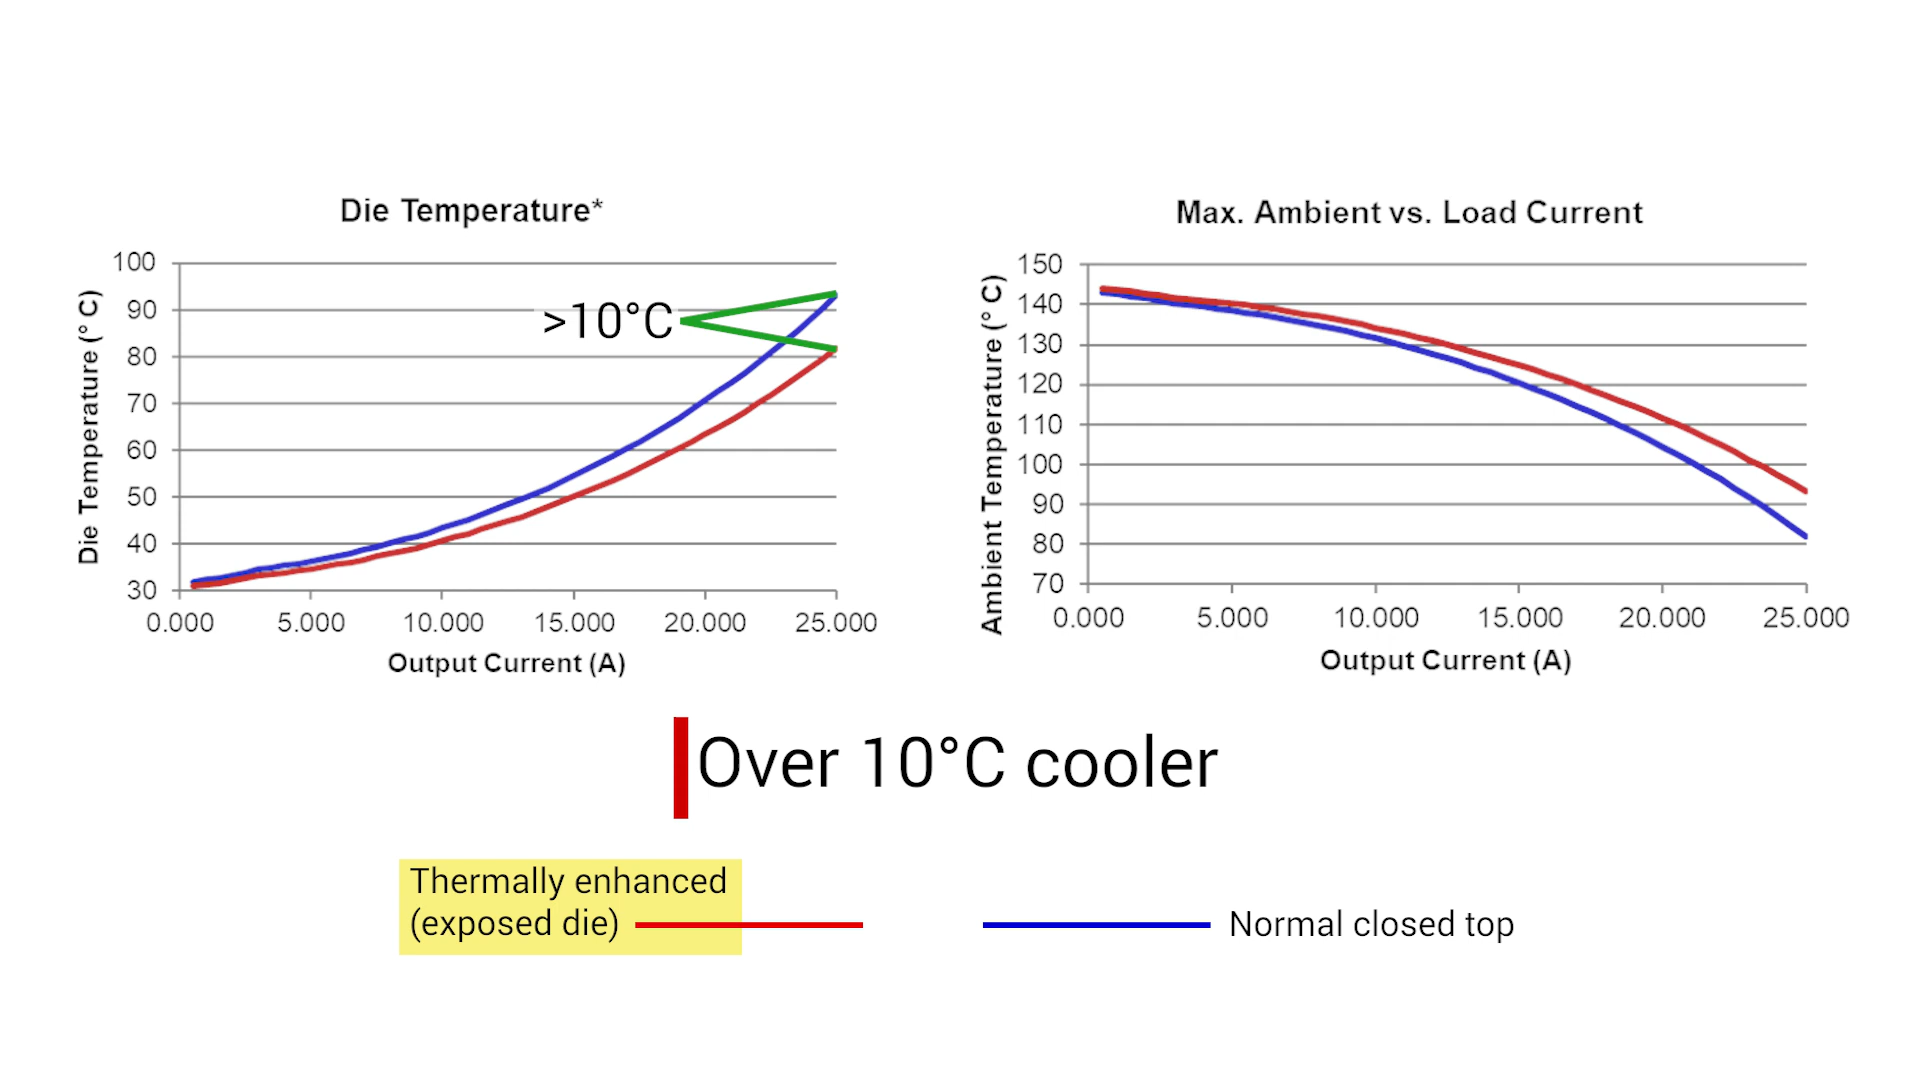 Die Temperature*
Die Temperature (° C)
100
90
80
70
60
50
40
30
>10°C
0.000 5.000 10.000 15.000 20.000 25.000
Output Current (A)
Max. Ambient vs. Load Current
Ambient Temperature (° C)
150
140
130
120
110
100
90
80
70
0.000 5.000 10.000 15.000 20.000 25.000
Output Current (A)
Over 10°C cooler
Thermally enhanced
(exposed die)
Normal closed top